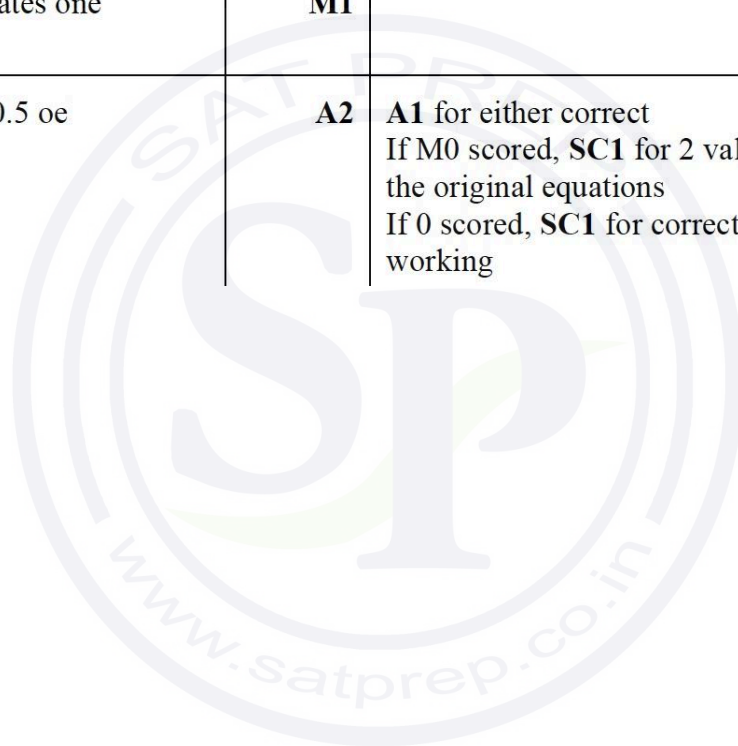 ates one M1
0.5 oe A2 A1 for either correct
If M0 scored, SC1 for 2 val
the original equations
If 0 scored, SC1 for correct
working
SAT PREP
SP
www.satprep.co.in